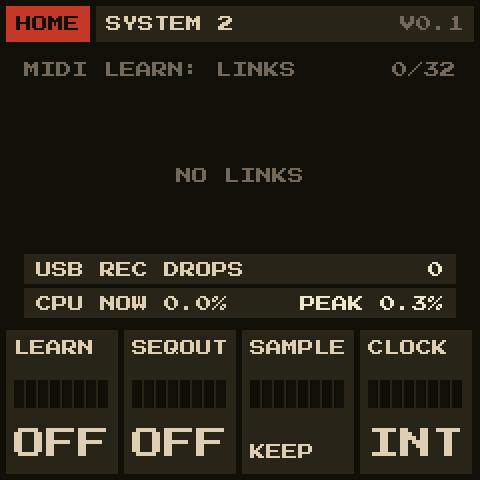 HOME SYSTEM 2 V0.1
MIDI LEARN: LINKS 0/32
NO LINKS
USB REC DROPS 0
CPU NOW 0.0% PEAK 0.3%
LEARN SEQOUT SAMPLE CLOCK
OFF OFF KEEP INT